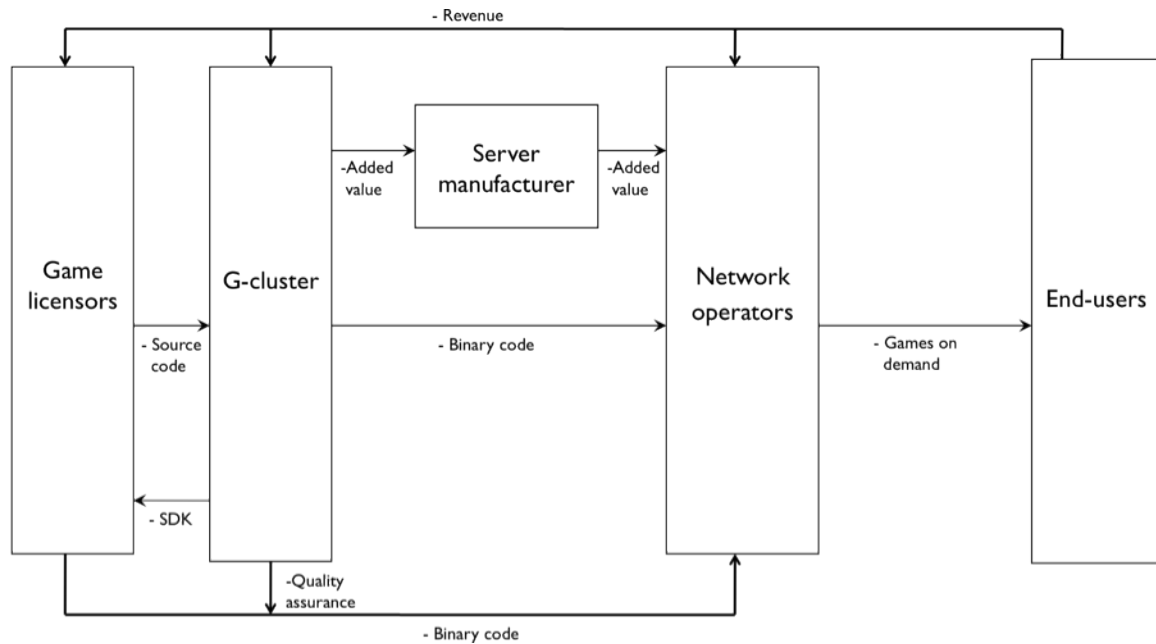 - Revenue
Server
manufacturer
-Added
value
-Added
value
Game
licensors
G-cluster
Network
operators
End-users
- Source
code
- Binary code
- Games on
demand
- SDK
-Quality
assurance
- Binary code